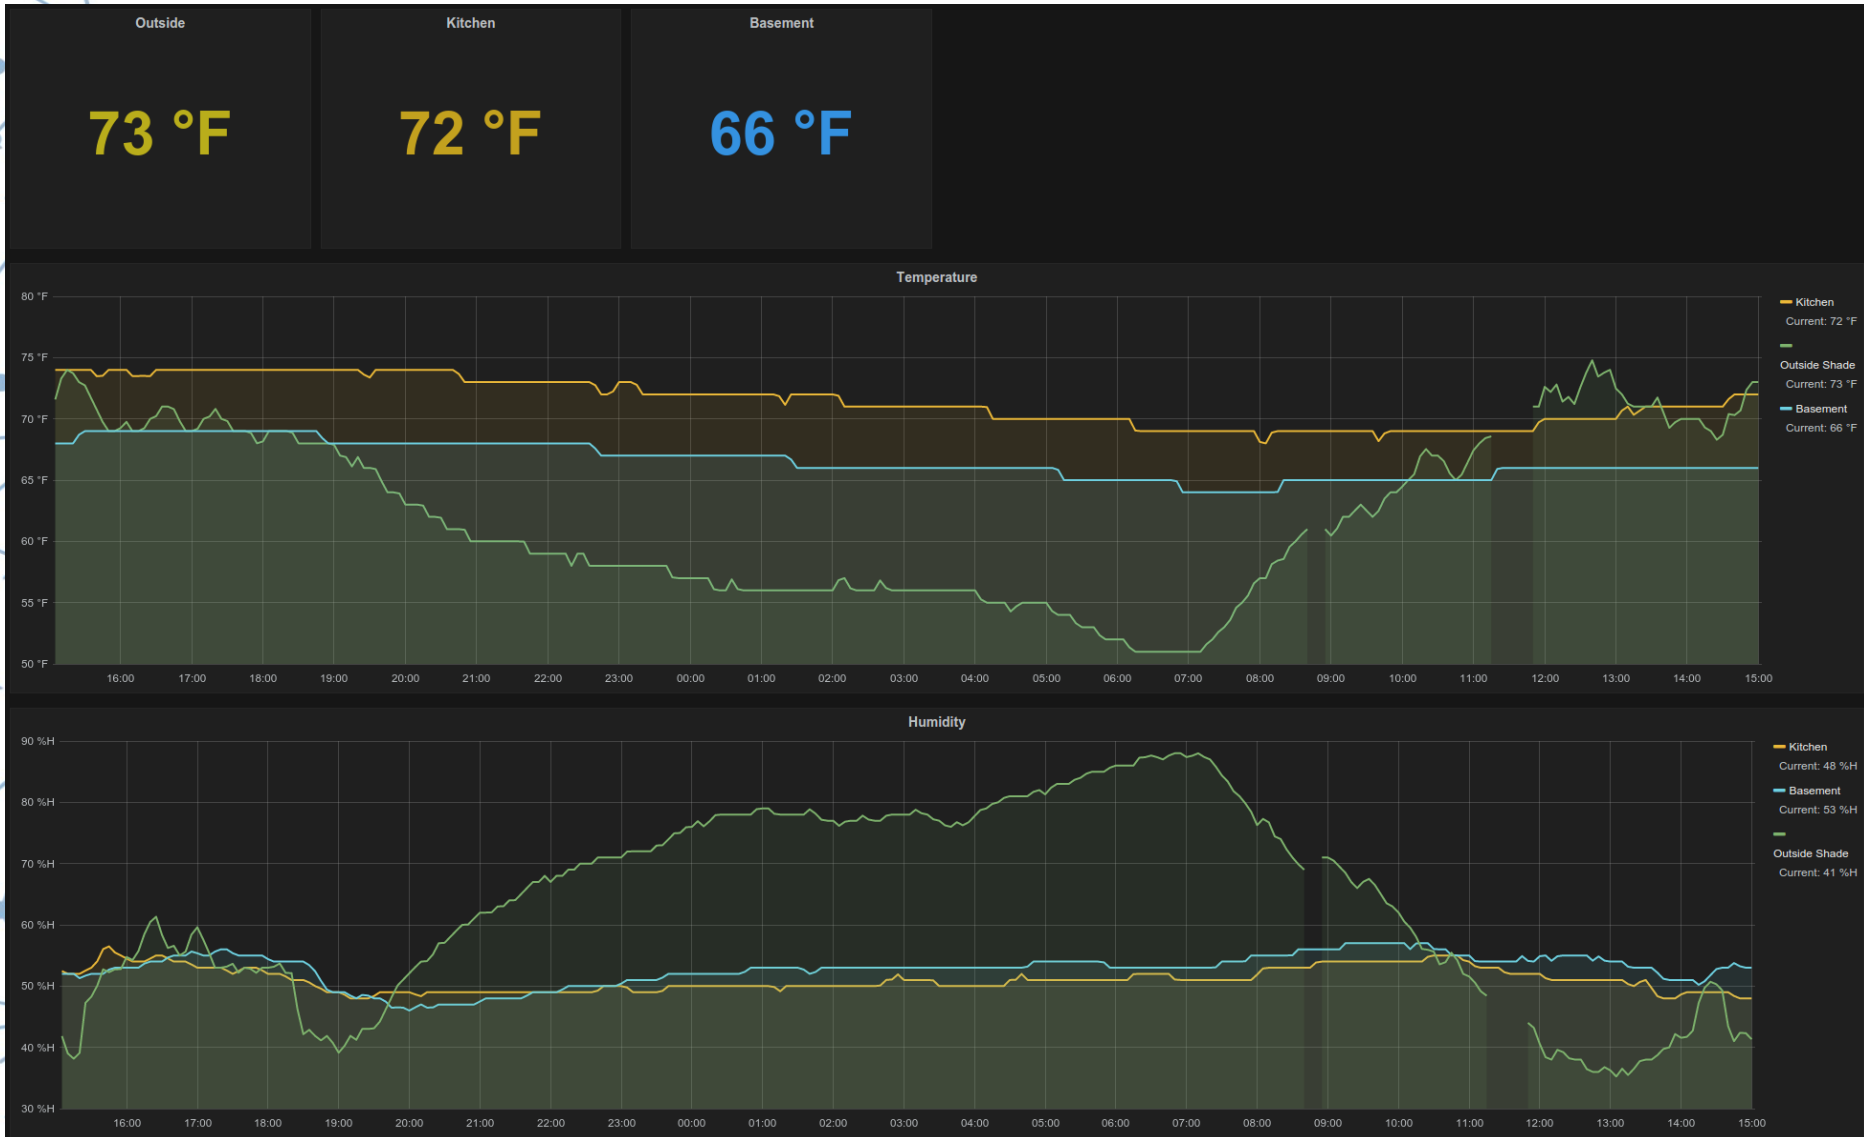 Outside
Kitchen
Basement
73 °F
72 °F
66 °F
Temperature
80 °F
75 °F
70 °F
65 °F
60 °F
55 °F
50 °F
16:00 17:00 18:00 19:00 20:00 21:00 22:00 23:00 00:00 01:00 02:00 03:00 04:00 05:00 06:00 07:00 08:00 09:00 10:00 11:00 12:00 13:00 14:00 15:00
Kitchen
Current: 72 °F
Outside Shade
Current: 73 °F
Basement
Current: 66 °F
Humidity
90 %H
80 %H
70 %H
60 %H
50 %H
40 %H
30 %H
16:00 17:00 18:00 19:00 20:00 21:00 22:00 23:00 00:00 01:00 02:00 03:00 04:00 05:00 06:00 07:00 08:00 09:00 10:00 11:00 12:00 13:00 14:00 15:00
Kitchen
Current: 48 %H
Basement
Current: 53 %H
Outside Shade
Current: 41 %H